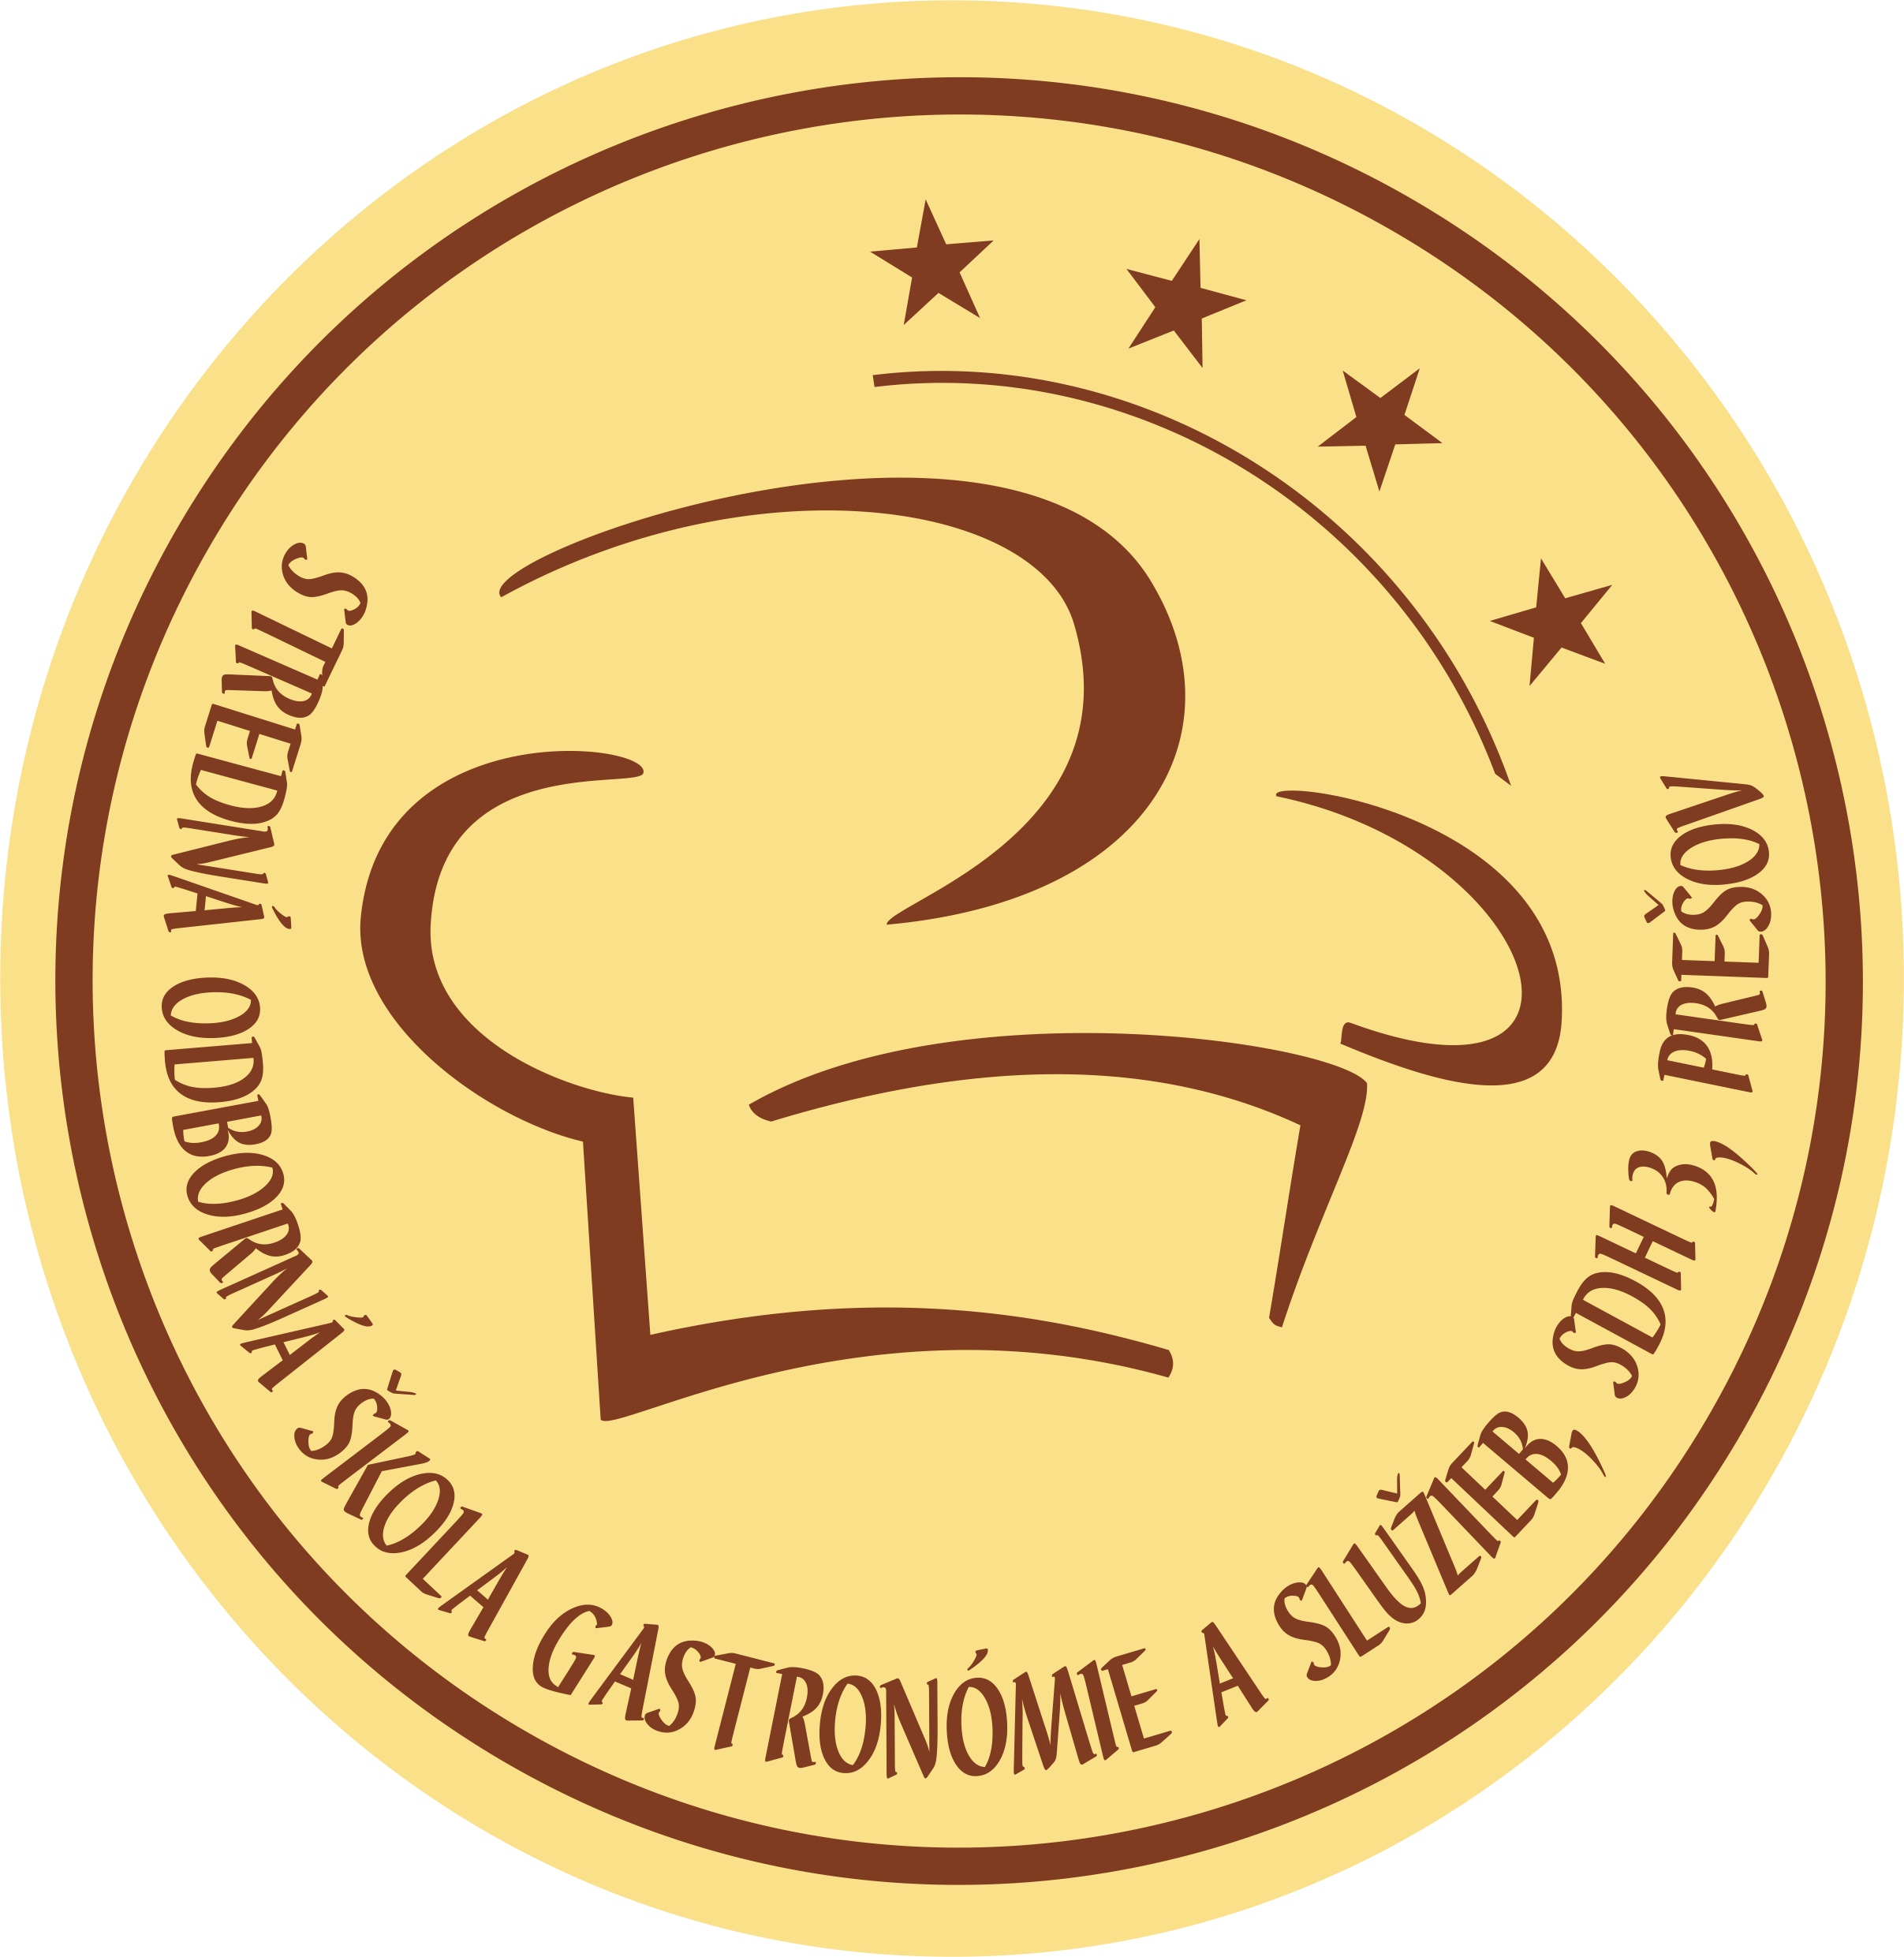 STREDNÁ ODBORNÁ ŠKOLA GASTRONÓMIE A SLUŽIEB, SDH 3, PREŠOV